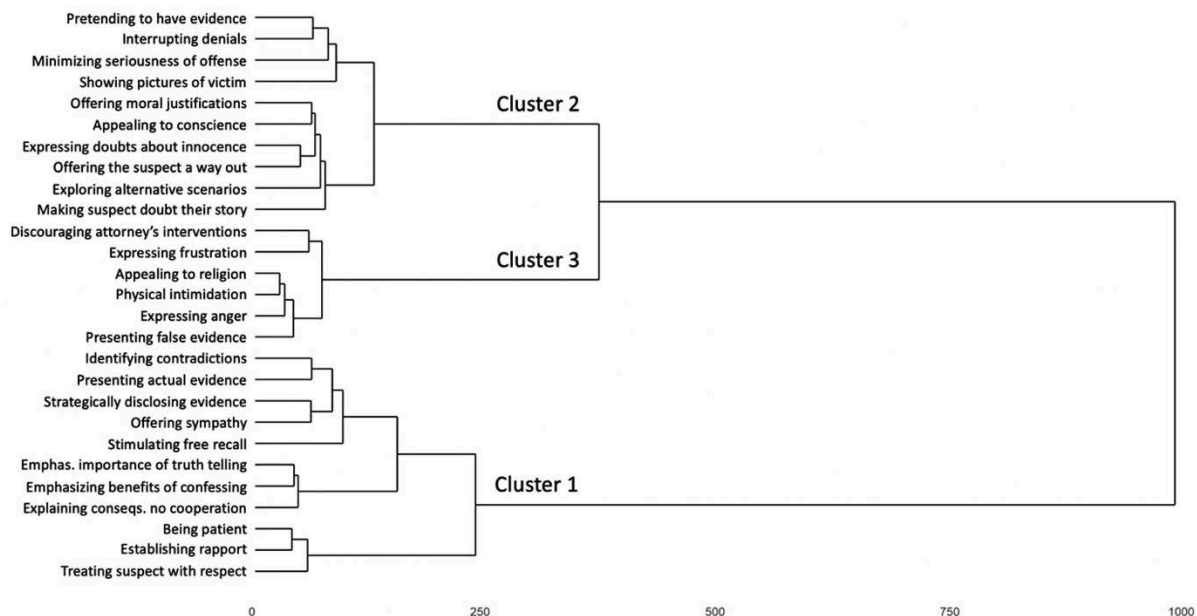 Pretending to have evidence
Interrupting denials
Minimizing seriousness of offense
Showing pictures of victim
Offering moral justifications
Cluster 2
Appealing to conscience
Expressing doubts about innocence
Offering the suspect a way out
Exploring alternative scenarios
Making suspect doubt their story
Discouraging attorney's interventions
Expressing frustration
Cluster 3
Appealing to religion
Physical intimidation
Expressing anger
Presenting false evidence
Identifying contradictions
Presenting actual evidence
Strategically disclosing evidence
Offering sympathy
Stimulating free recall
Emphas. importance of truth telling
Emphasizing benefits of confessing
Cluster 1
Explaining conseqs. no cooperation
Being patient
Establishing rapport
Treating suspect with respect
0 250 500 750 1000